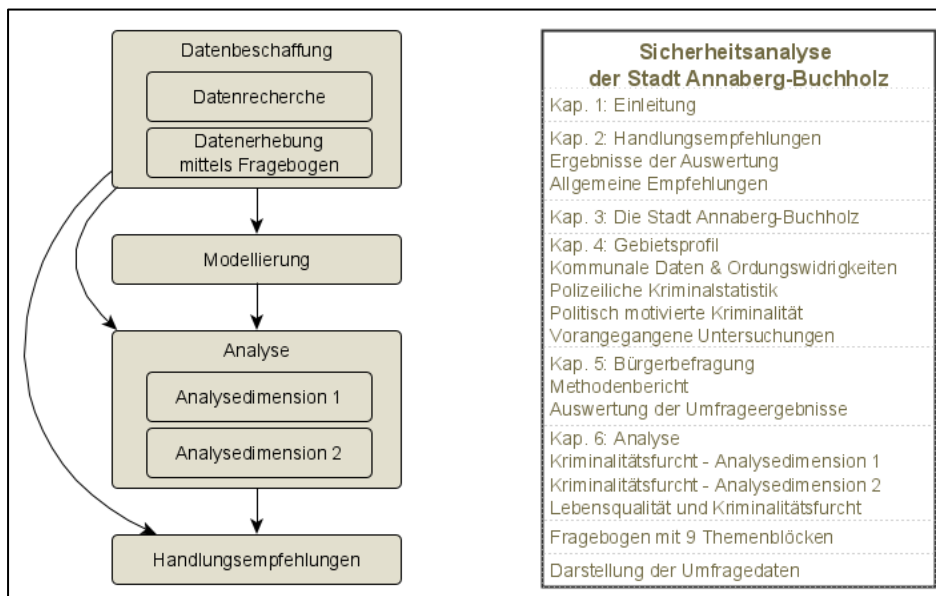 Datenbeschaffung
Datenrecherche
Datenerhebung
mittels Fragebogen
Modellierung
Analyse
Analysedimension 1
Analysedimension 2
Handlungsempfehlungen
Sicherheitsanalyse
der Stadt Annaberg-Buchholz
Kap. 1: Einleitung
Kap. 2: Handlungsempfehlungen
Ergebnisse der Auswertung
Allgemeine Empfehlungen
Kap. 3: Die Stadt Annaberg-Buchholz
Kap. 4: Gebietsprofil
Kommunale Daten & Ordungswidrigkeiten
Polizeiliche Kriminalstatistik
Politisch motivierte Kriminalität
Vorangegangene Untersuchungen
Kap. 5: Bürgerbefragung
Methodenbericht
Auswertung der Umfrageergebnisse
Kap. 6: Analyse
Kriminalitätsfurcht - Analysedimension 1
Kriminalitätsfurcht - Analysedimension 2
Lebensqualität und Kriminalitätsfurcht
Fragebogen mit 9 Themenblöcken
Darstellung der Umfragedaten